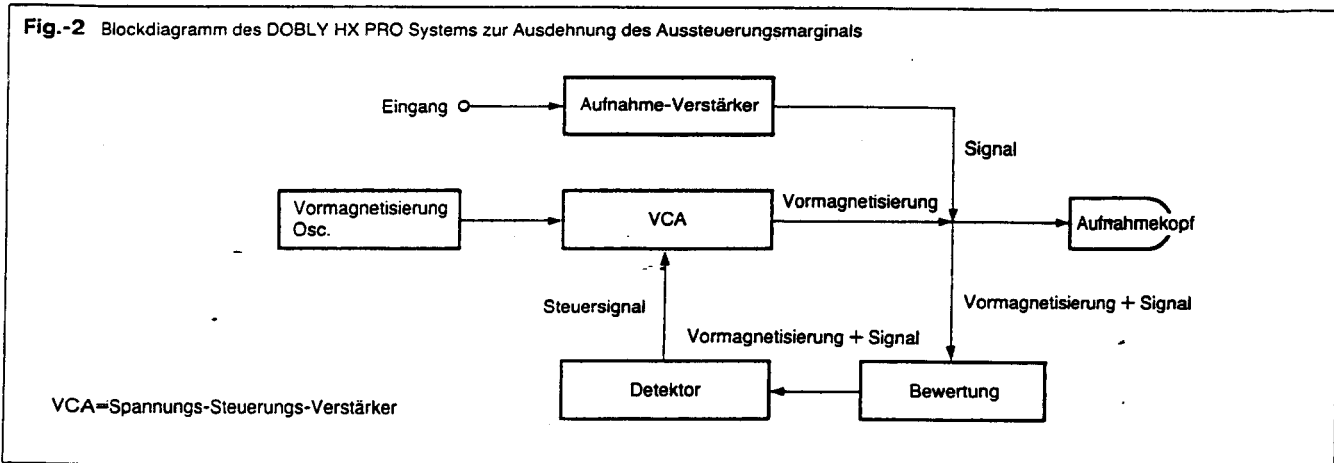 Fig.-2 Blockdiagramm des DOBLY HX PRO Systems zur Ausdehnung des Aussteuerungsmarginals
Eingang
Aufnahme-Verstärker
Signal
Vormagnetisierung
Osc.
VCA
Vormagnetisierung
Aufnahmekopf
Steuersignal
Vormagnetisierung + Signal
Vormagnetisierung + Signal
Detektor
Bewertung
VCA=Spannungs-Steuerungs-Verstärker